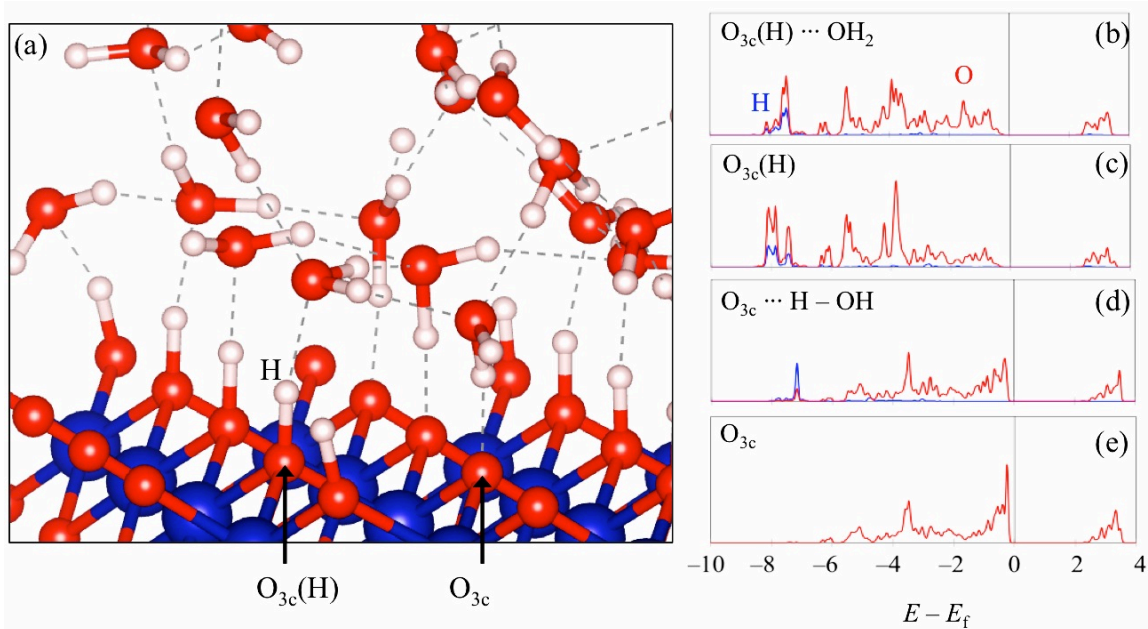 (a)
H
O3c(H)
O3c
O3c(H) ··· OH2
(b)
H
O
O3c(H)
(c)
O3c ··· H – OH
(d)
O3c
(e)
–10 –8 –6 –4 –2 0 2 4
E – Ef